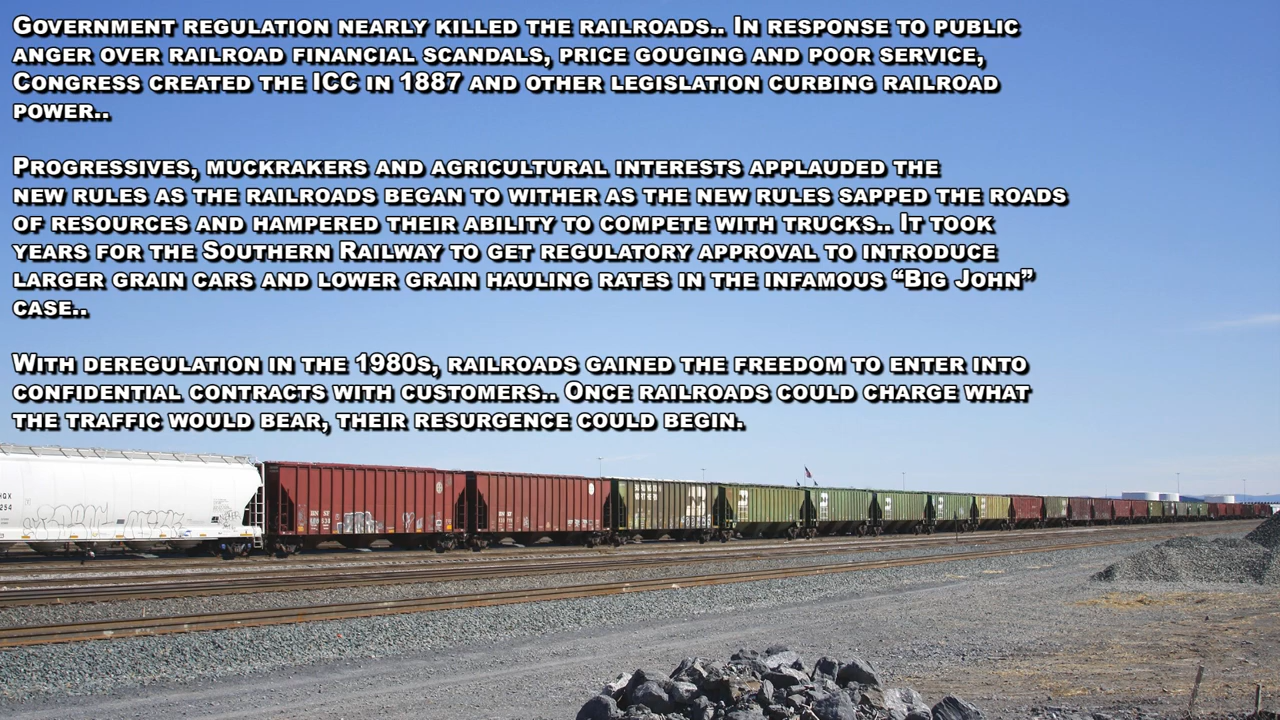 Government regulation nearly killed the railroads.. In response to public
anger over railroad financial scandals, price gouging and poor service,
Congress created the ICC in 1887 and other legislation curbing railroad
power..
Progressives, muckrakers and agricultural interests applauded the
new rules as the railroads began to wither as the new rules sapped the roads
of resources and hampered their ability to compete with trucks.. It took
years for the Southern Railway to get regulatory approval to introduce
larger grain cars and lower grain hauling rates in the infamous “Big John”
case..
With deregulation in the 1980s, railroads gained the freedom to enter into
confidential contracts with customers.. Once railroads could charge what
the traffic would bear, their resurgence could begin.